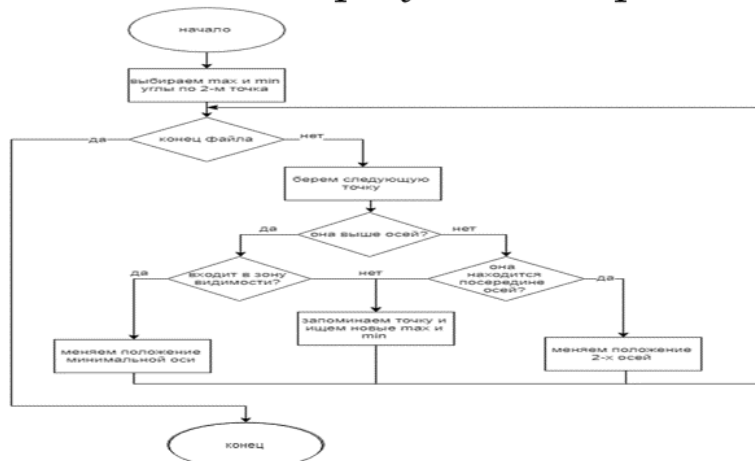 начало
выбираем max и min
углы по 2-м точка
конец файла
да
нет
берем следующую
точку
она выше осей?
да
нет
входит в зону
видимости?
да
нет
она
находится
посередине
осей?
да
запоминаем точку и
ищем новые max и
min
меняем положение
минимальной оси
меняем положение
2-х осей
конец